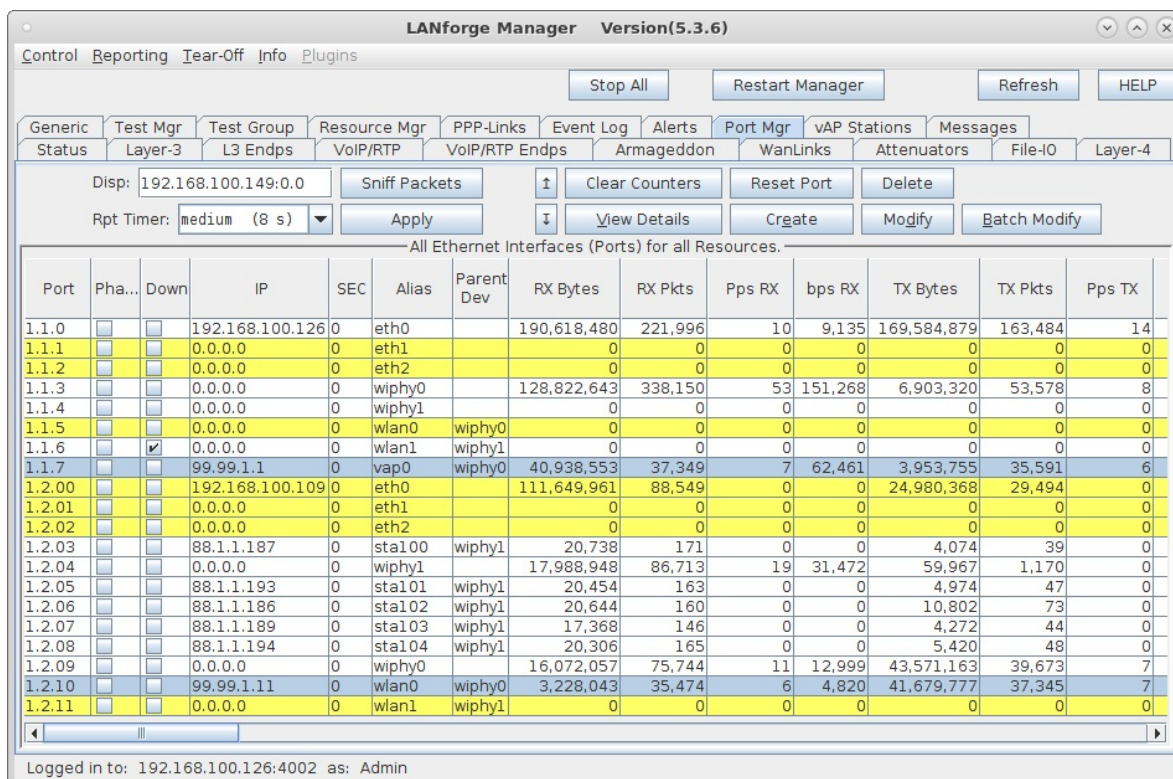 LANforge Manager Version(5.3.6)
Control Reporting Tear-Off Info Plugins
Stop All Restart Manager Refresh HELP
Generic Test Mgr Test Group Resource Mgr PPP-Links Event Log Alerts Port Mgr vAP Stations Messages
Status Layer-3 L3 Endps VoIP/RTP VoIP/RTP Endps Armageddon WanLinks Attenuators File-IO Layer-4
Disp: 192.168.100.149:0.0 Sniff Packets Clear Counters Reset Port Delete
Rpt Timer: medium (8 s) Apply View Details Create Modify Batch Modify
All Ethernet Interfaces (Ports) for all Resources.
Port Pha... Down IP SEC Alias Parent Dev RX Bytes RX Pkts Pps RX bps RX TX Bytes TX Pkts Pps TX
1.1.0 192.168.100.126 0 eth0 190,618,480 221,996 10 9,135 169,584,879 163,484 14
1.1.1 0.0.0.0 0 eth1 0 0 0 0 0 0 0
1.1.2 0.0.0.0 0 eth2 0 0 0 0 0 0 0
1.1.3 0.0.0.0 0 wiphy0 128,822,643 338,150 53 151,268 6,903,320 53,578 8
1.1.4 0.0.0.0 0 wiphy1 0 0 0 0 0 0 0
1.1.5 0.0.0.0 0 wlan0 wiphy0 0 0 0 0 0 0 0
1.1.6 0.0.0.0 0 wlan1 wiphy1 0 0 0 0 0 0 0
1.1.7 99.99.1.1 0 vap0 wiphy0 40,938,553 37,349 7 62,461 3,953,755 35,591 6
1.2.00 192.168.100.109 0 eth0 111,649,961 88,549 0 0 24,980,368 29,494 0
1.2.01 0.0.0.0 0 eth1 0 0 0 0 0 0 0
1.2.02 0.0.0.0 0 eth2 0 0 0 0 0 0 0
1.2.03 88.1.1.187 0 sta100 wiphy1 20,738 171 0 0 4,074 39 0
1.2.04 0.0.0.0 0 wiphy1 17,988,948 86,713 19 31,472 59,967 1,170 0
1.2.05 88.1.1.193 0 sta101 wiphy1 20,454 163 0 0 4,974 47 0
1.2.06 88.1.1.186 0 sta102 wiphy1 20,644 160 0 0 10,802 73 0
1.2.07 88.1.1.189 0 sta103 wiphy1 17,368 146 0 0 4,272 44 0
1.2.08 88.1.1.194 0 sta104 wiphy1 20,306 165 0 0 5,420 48 0
1.2.09 0.0.0.0 0 wiphy0 16,072,057 75,744 11 12,999 43,571,163 39,673 7
1.2.10 99.99.1.11 0 wlan0 wiphy0 3,228,043 35,474 6 4,820 41,679,777 37,345 7
1.2.11 0.0.0.0 0 wlan1 wiphy1 0 0 0 0 0 0 0
Logged in to: 192.168.100.126:4002 as: Admin